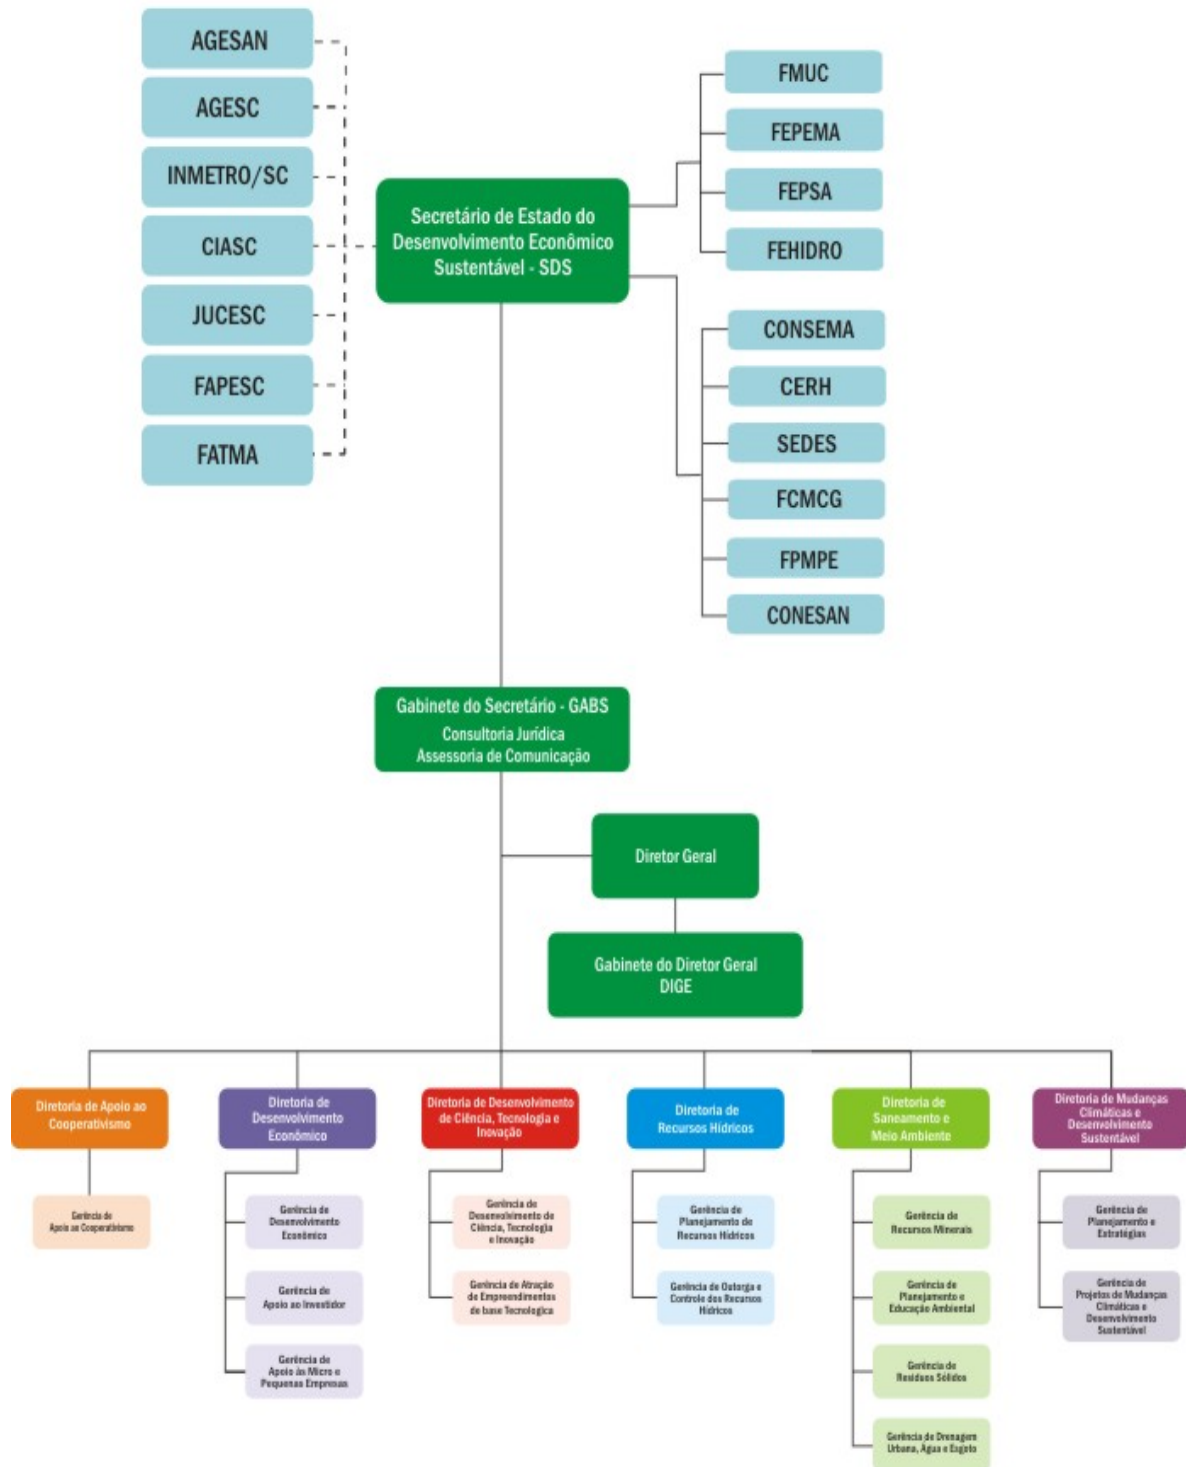 AGESAN
AGESC
INMETRO/SC
CIASC
JUCESC
FAPESC
FATMA
Secretário de Estado do
Desenvolvimento Econômico
Sustentável - SDS
FMUC
FEPEMA
FEPSA
FEHIDRO
CONSEMA
CERH
SEDES
FCMCG
FPMPE
CONESAN
Gabinete do Secretário - GABS
Consultoria Jurídica
Assessoria de Comunicação
Diretor Geral
Gabinete do Diretor Geral
DIGE
Diretoria de Apoio ao
Cooperativismo
Gerência de
Apoio ao Cooperativismo
Diretoria de
Desenvolvimento
Econômico
Gerência de
Desenvolvimento
Econômico
Gerência de
Apoio ao Investidor
Gerência de
Apoio às Micro e
Pequenas Empresas
Diretoria de Desenvolvimento
de Ciência, Tecnologia e
Inovação
Gerência de
Desenvolvimento de
Ciência, Tecnologia
e Inovação
Gerência de Atração
de Empreendimentos
de base Tecnologica
Diretoria de
Recursos Hídricos
Gerência de
Planejamento de
Recursos Hídricos
Gerência de Outorga e
Controle dos Recursos
Hídricos
Diretoria de
Saneamento e
Meio Ambiente
Gerência de
Recursos Minerais
Gerência de
Planejamento e
Educação Ambiental
Gerência de
Resíduos Sólidos
Gerência de Drenagem
Urbana, Água e Esgoto
Diretoria de Mudanças
Climáticas e
Desenvolvimento
Sustentável
Gerência de
Planejamento e
Estratégias
Gerência de
Projetos de Mudanças
Climáticas e
Desenvolvimento
Sustentável